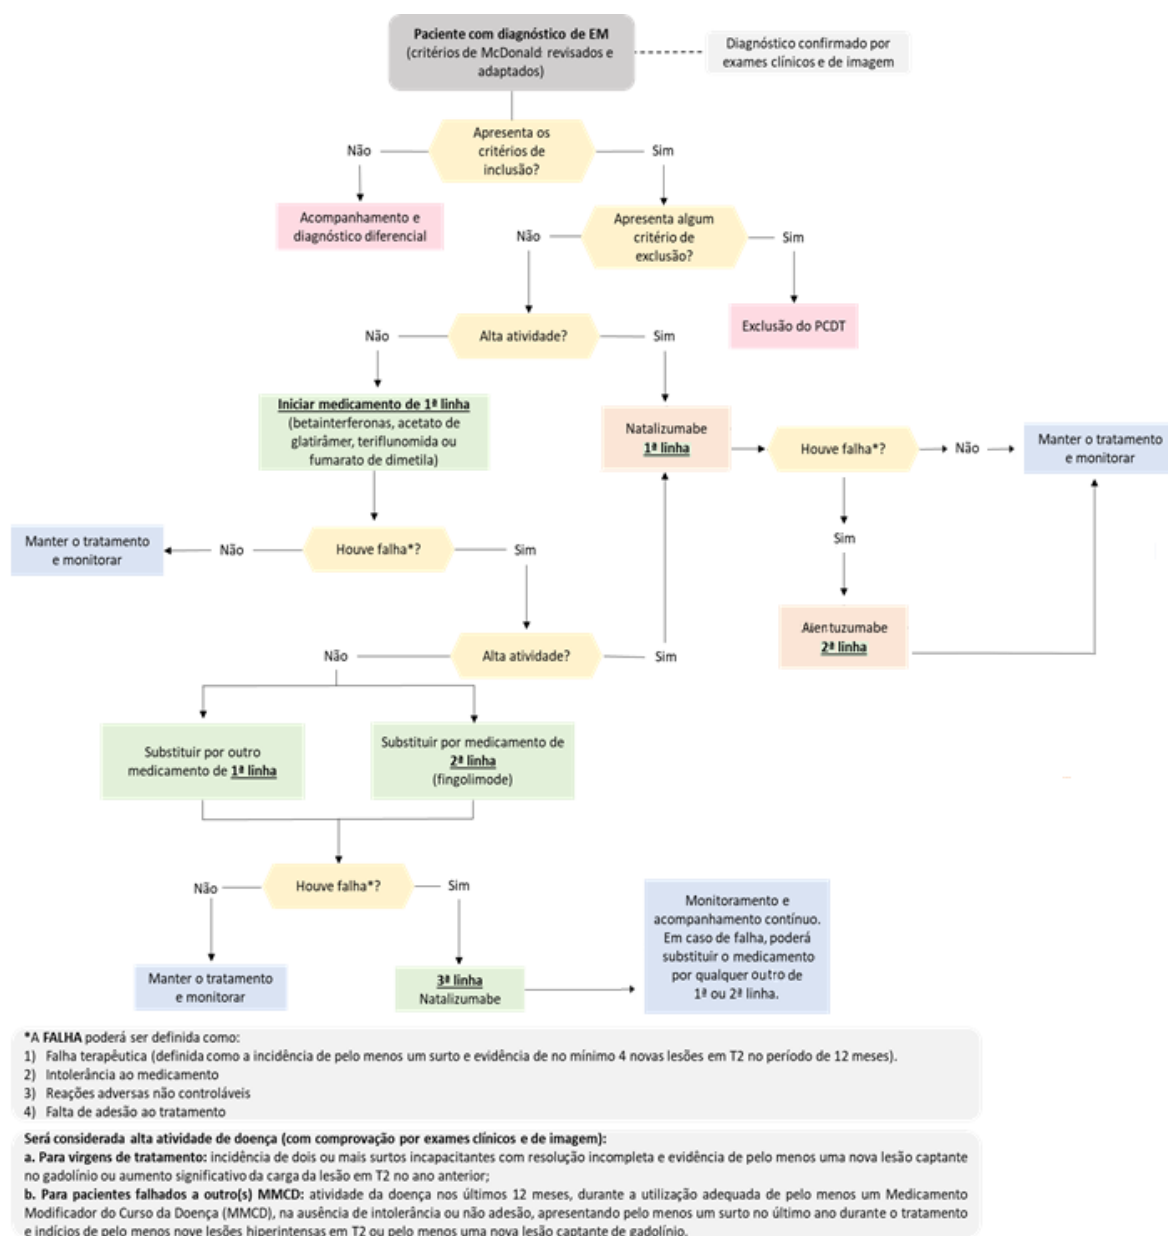 Paciente com diagnóstico de EM
(critérios de McDonald revisados e
adaptados)
Diagnóstico confirmado por
exames clínicos e de imagem
Apresenta os
critérios de
inclusão?
Não
Sim
Acompanhamento e
diagnóstico diferencial
Apresenta algum
critério de
exclusão?
Não
Sim
Exclusão do PCDT
Alta atividade?
Não
Sim
Iniciar medicamento de 1ª linha
(betainterferonas, acetato de
glatirâmer, teriflunomida ou
fumarato de dimetila)
Natalizumabe
1ª linha
Houve falha*?
Não
Manter o tratamento
e monitorar
Sim
Alentuzumabe
2ª linha
Manter o tratamento
e monitorar
Não
Houve falha*?
Sim
Não
Alta atividade?
Sim
Substituir por outro
medicamento de 1ª linha
Substituir por medicamento de
2ª linha
(fingolimode)
Não
Houve falha*?
Sim
Manter o tratamento
e monitorar
3ª linha
Natalizumabe
Monitoramento e
acompanhamento contínuo.
Em caso de falha, poderá
substituir o medicamento
por qualquer outro de
1ª ou 2ª linha.
*A FALHA poderá ser definida como:
1) Falha terapêutica (definida como a incidência de pelo menos um surto e evidência de no mínimo 4 novas lesões em T2 no período de 12 meses).
2) Intolerância ao medicamento
3) Reações adversas não controláveis
4) Falta de adesão ao tratamento
Será considerada alta atividade de doença (com comprovação por exames clínicos e de imagem):
a. Para virgens de tratamento: incidência de dois ou mais surtos incapacitantes com resolução incompleta e evidência de pelo menos uma nova lesão captante
no gadolínio ou aumento significativo da carga da lesão em T2 no ano anterior;
b. Para pacientes falhados a outro(s) MMCD: atividade da doença nos últimos 12 meses, durante a utilização adequada de pelo menos um Medicamento
Modificador do Curso da Doença (MMCD), na ausência de intolerância ou não adesão, apresentando pelo menos um surto no último ano durante o tratamento
e indícios de pelo menos nove lesões hiperintensas em T2 ou pelo menos uma nova lesão captante de gadolínio.